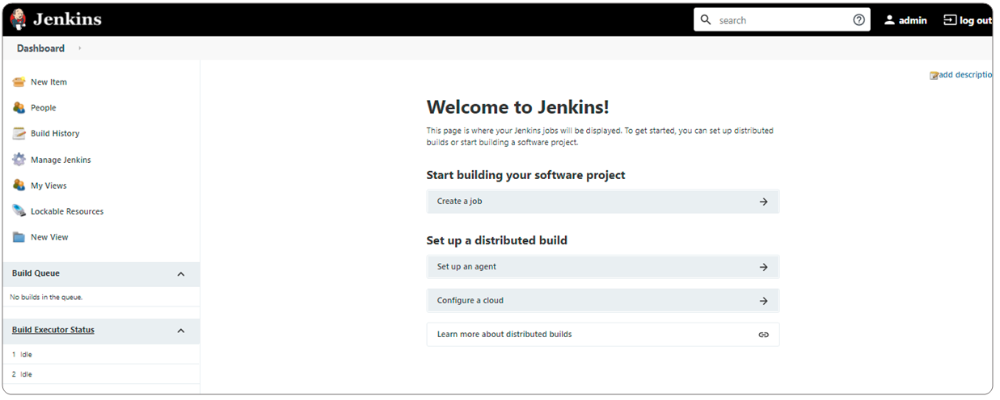 Jenkins
search
admin
log out
Dashboard
New Item
People
Build History
Manage Jenkins
My Views
Lockable Resources
New View
Build Queue
No builds in the queue.
Build Executor Status
1 Idle
2 Idle
add descriptio
Welcome to Jenkins!
This page is where your Jenkins jobs will be displayed. To get started, you can set up distributed
builds or start building a software project.
Start building your software project
Create a job
Set up a distributed build
Set up an agent
Configure a cloud
Learn more about distributed builds